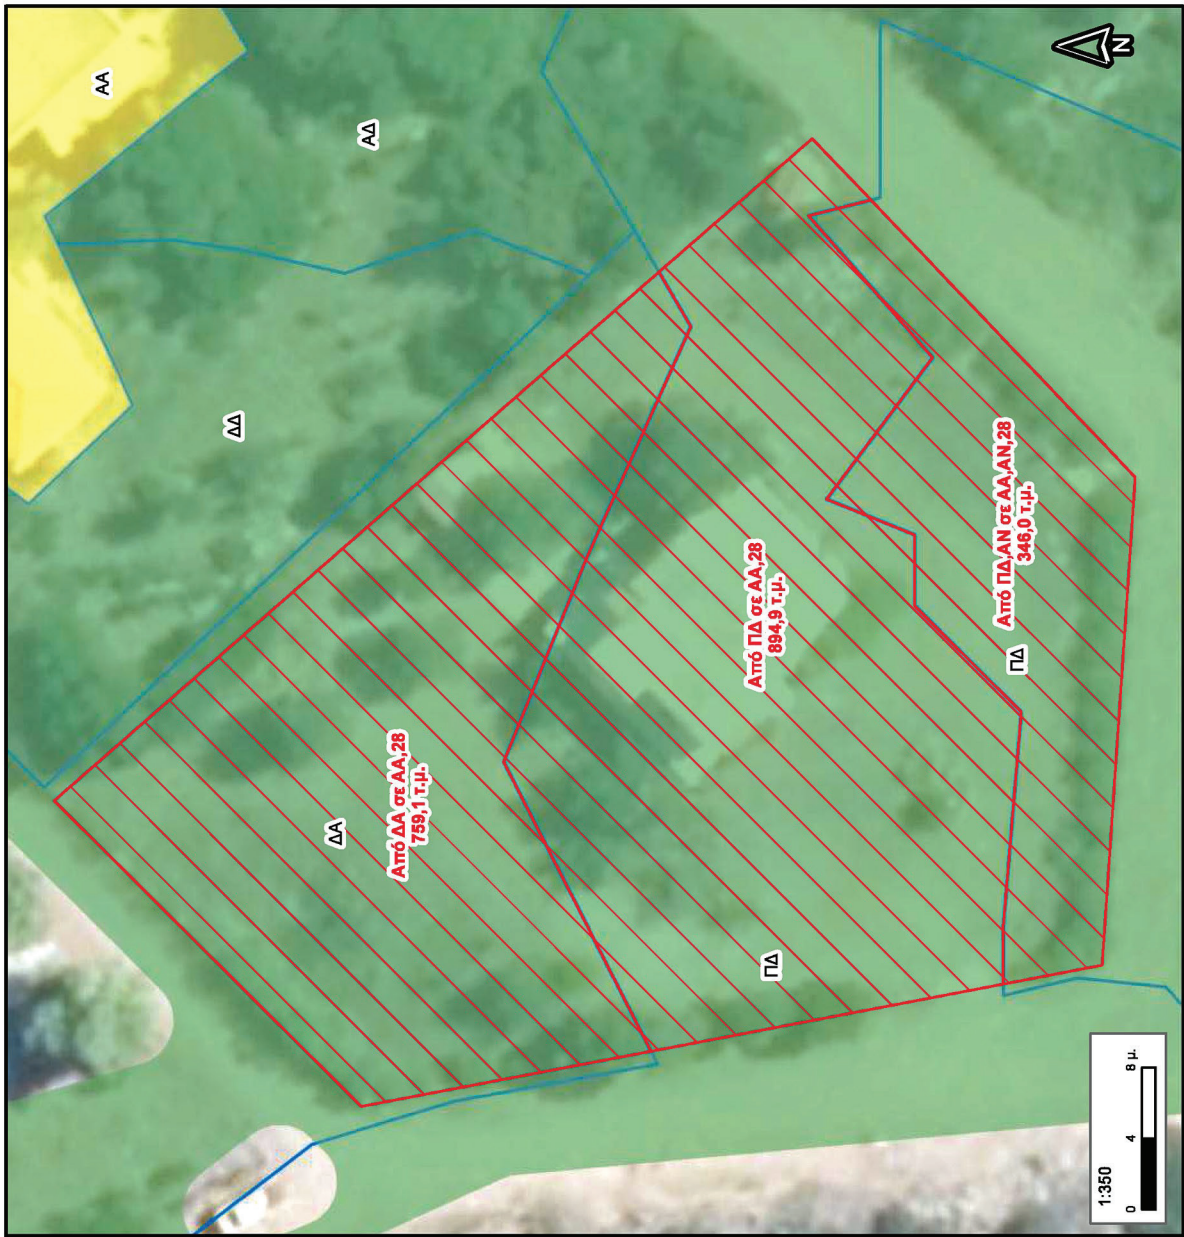 ΑΑ
ΑΔ
ΔΔ
N
ΔΑ
Από ΔΑ σε ΑΑ,28
759,1 τ.μ.
Από ΠΔ σε ΑΑ,28
894,9 τ.μ.
ΠΔ
Από ΠΔ,ΑΝ σε ΑΑ,ΑΝ,28
346,0 τ.μ.
ΠΔ
1:350
0 4 8 μ.